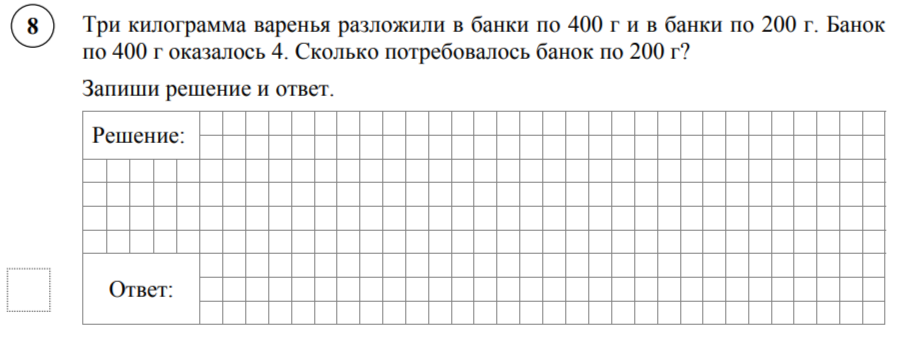 8
Три килограмма варенья разложили в банки по 400 г и в банки по 200 г. Банок
по 400 г оказалось 4. Сколько потребовалось банок по 200 г?
Запиши решение и ответ.
Решение:
Ответ: